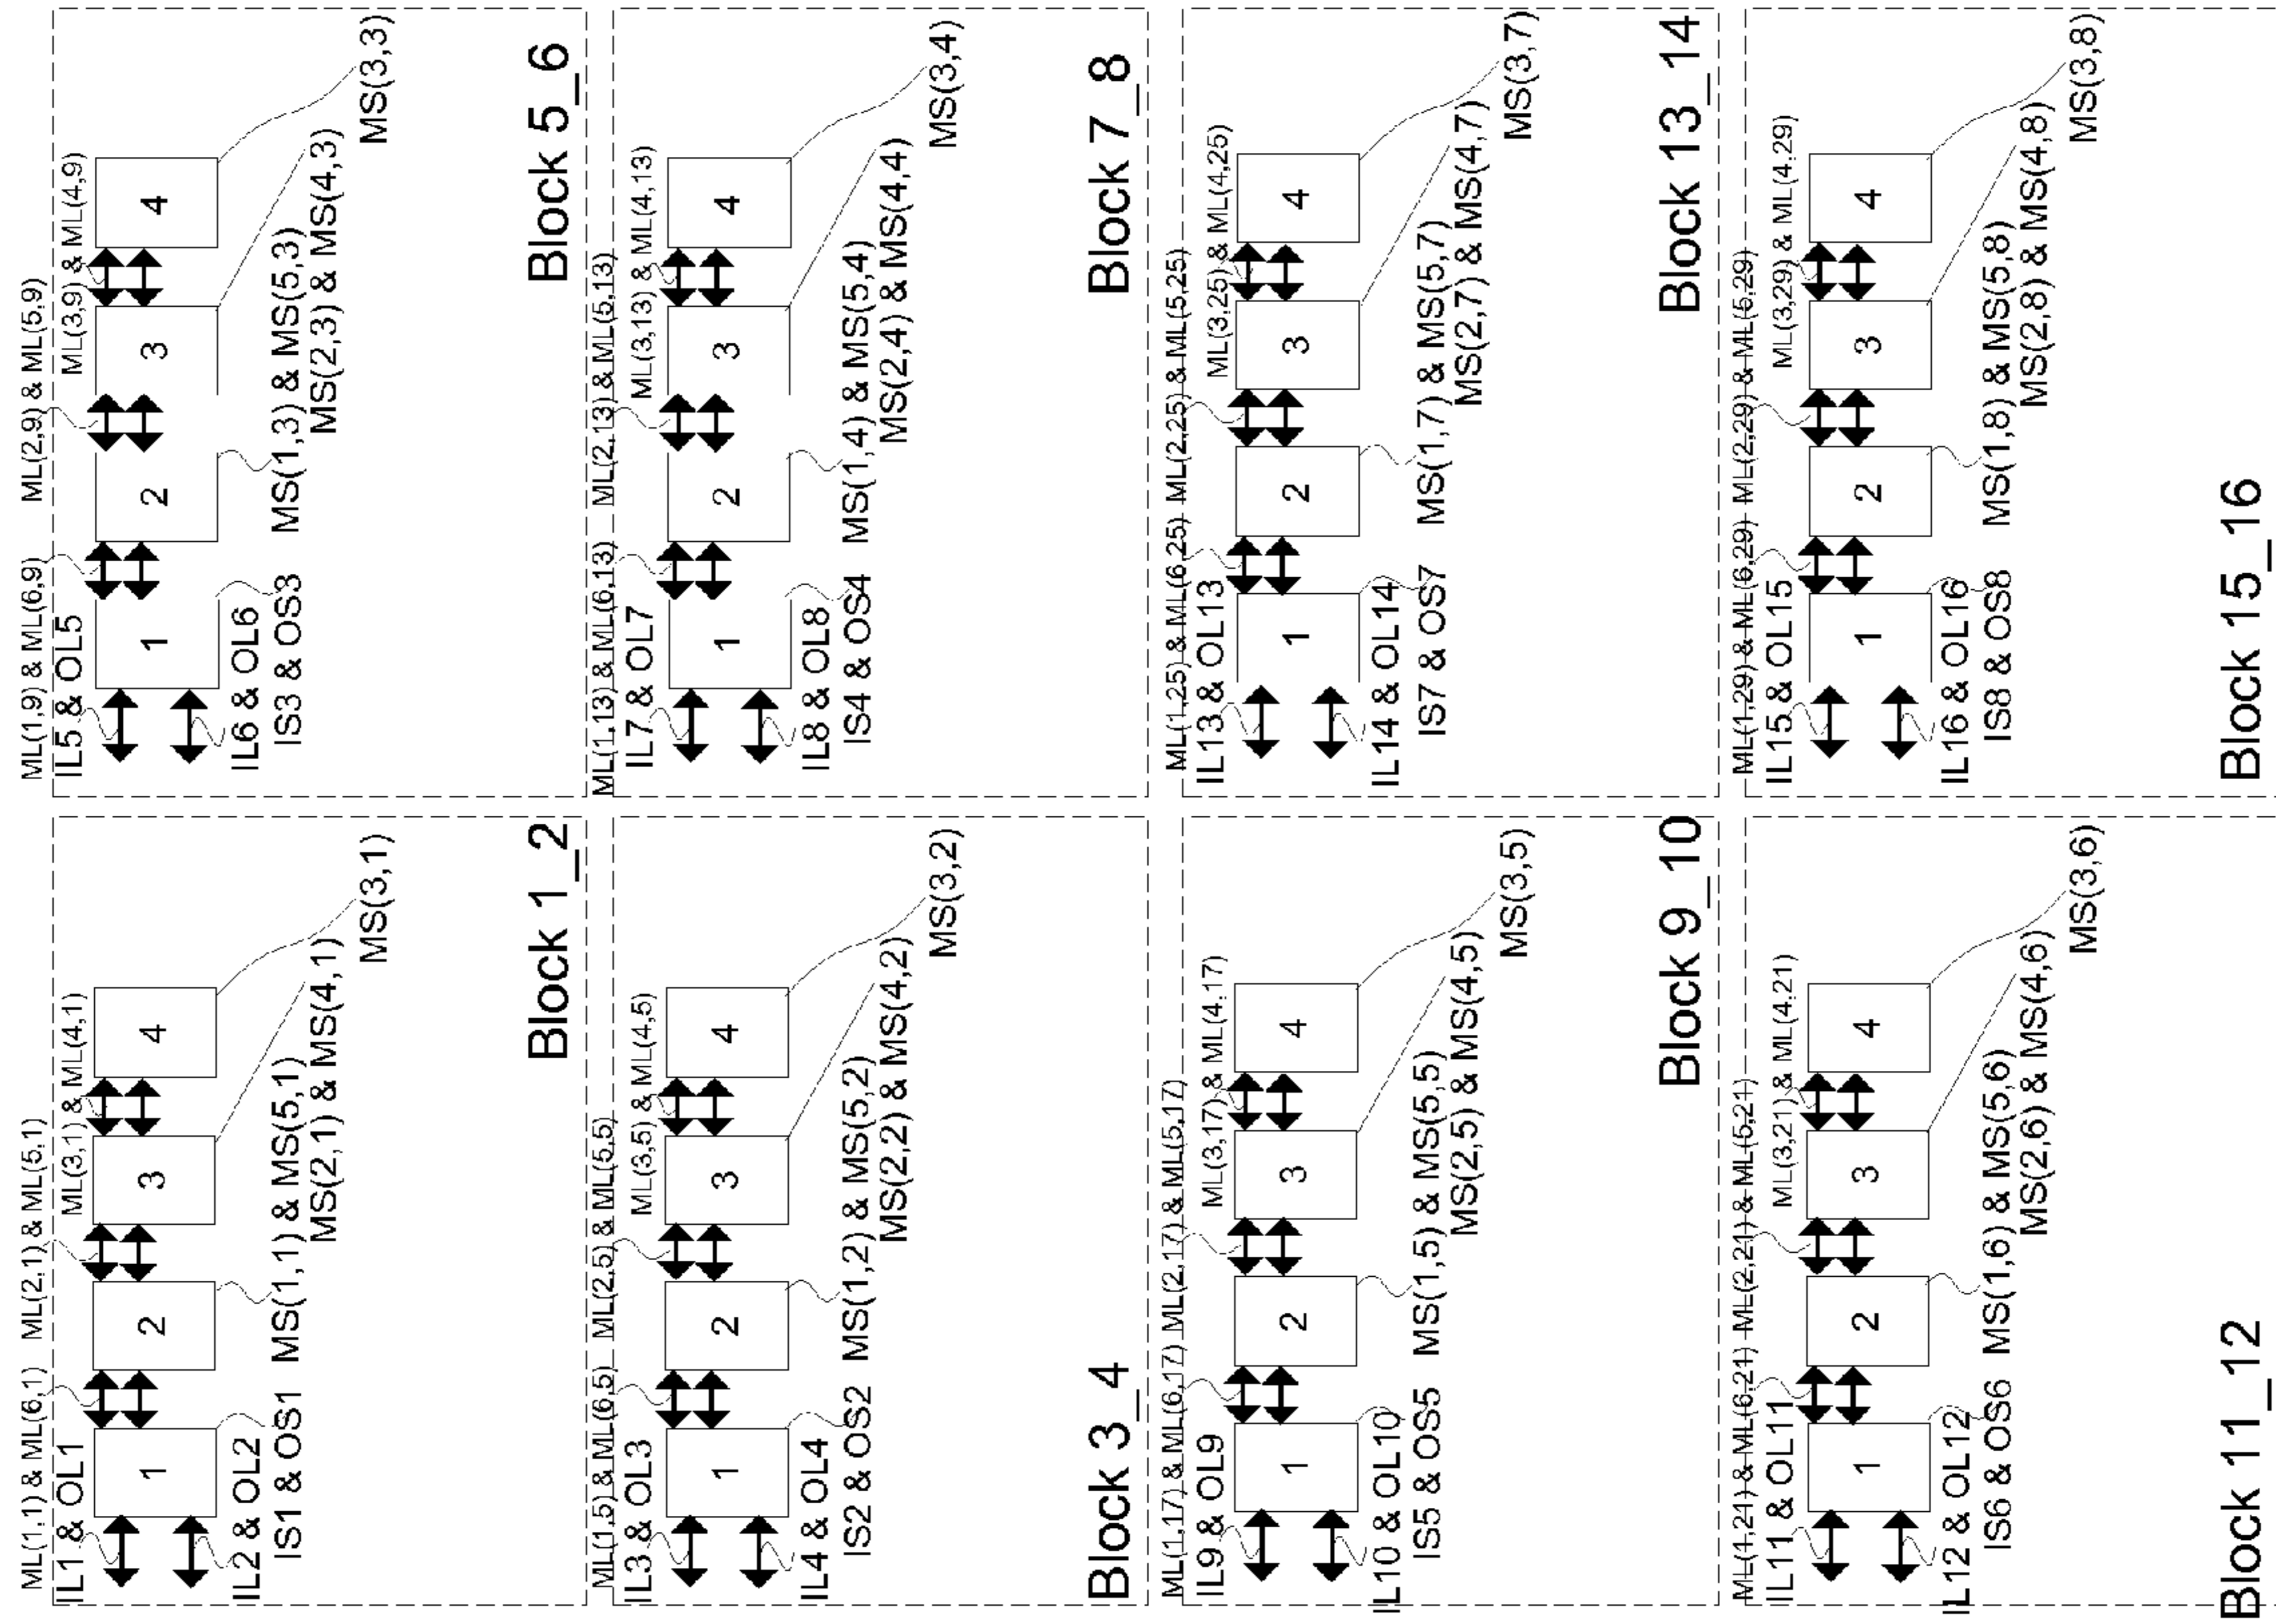 ML(1,1) & ML(6,1) ML(2,1) & ML(5,1)
IL1 & OL1
ML(3,1) & ML(4,1)
1 2 3 4
IL2 & OL2
IS1 & OS1
MS(1,1) & MS(5,1)
MS(2,1) & MS(4,1)
MS(3,1)
Block 1_2
ML(1,9) & ML(6,9) ML(2,9) & ML(5,9)
IL5 & OL5
ML(3,9) & ML(4,9)
1 2 3 4
IL6 & OL6
IS3 & OS3
MS(1,3) & MS(5,3)
MS(2,3) & MS(4,3)
MS(3,3)
Block 5_6
ML(1,5) & ML(6,5) ML(2,5) & ML(5,5)
IL3 & OL3
ML(3,5) & ML(4,5)
1 2 3 4
IL4 & OL4
IS2 & OS2
MS(1,2) & MS(5,2)
MS(2,2) & MS(4,2)
MS(3,2)
Block 3_4
ML(1,13) & ML(6,13) ML(2,13) & ML(5,13)
IL7 & OL7
ML(3,13) & ML(4,13)
1 2 3 4
IL8 & OL8
IS4 & OS4
MS(1,4) & MS(5,4)
MS(2,4) & MS(4,4)
MS(3,4)
Block 7_8
ML(1,17) & ML(6,17) ML(2,17) & ML(5,17)
IL9 & OL9
ML(3,17) & ML(4,17)
1 2 3 4
IL10 & OL10
IS5 & OS5
MS(1,5) & MS(5,5)
MS(2,5) & MS(4,5)
MS(3,5)
Block 9_10
ML(1,25) & ML(6,25) ML(2,25) & ML(5,25)
IL13 & OL13
ML(3,25) & ML(4,25)
1 2 3 4
IL14 & OL14
IS7 & OS7
MS(1,7) & MS(5,7)
MS(2,7) & MS(4,7)
MS(3,7)
Block 13_14
ML(1,21) & ML(6,21) ML(2,21) & ML(5,21)
IL11 & OL11
ML(3,21) & ML(4,21)
1 2 3 4
IL12 & OL12
IS6 & OS6
MS(1,6) & MS(5,6)
MS(2,6) & MS(4,6)
MS(3,6)
Block 11_12
ML(1,29) & ML(6,29) ML(2,29) & ML(5,29)
IL15 & OL15
ML(3,29) & ML(4,29)
1 2 3 4
IL16 & OL16
IS8 & OS8
MS(1,8) & MS(5,8)
MS(2,8) & MS(4,8)
MS(3,8)
Block 15_16